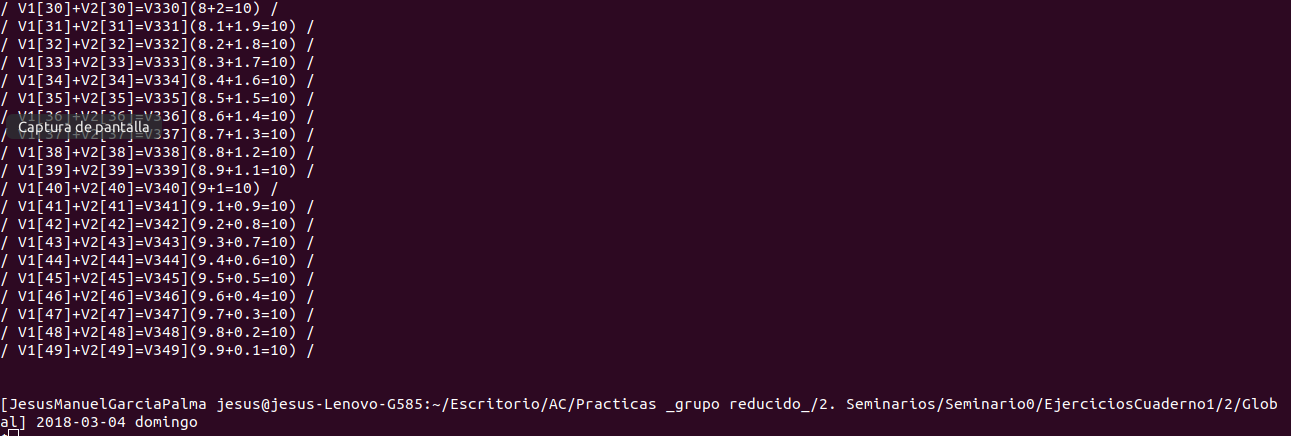 / V1[30]+V2[30]=V330](8+2=10) /
/ V1[31]+V2[31]=V331](8.1+1.9=10) /
/ V1[32]+V2[32]=V332](8.2+1.8=10) /
/ V1[33]+V2[33]=V333](8.3+1.7=10) /
/ V1[34]+V2[34]=V334](8.4+1.6=10) /
/ V1[35]+V2[35]=V335](8.5+1.5=10) /
/ V1[36]+V2[36]=V336](8.6+1.4=10) /
Captura de pantalla
/ V1[37]+V2[37]=V337](8.7+1.3=10) /
/ V1[38]+V2[38]=V338](8.8+1.2=10) /
/ V1[39]+V2[39]=V339](8.9+1.1=10) /
/ V1[40]+V2[40]=V340](9+1=10) /
/ V1[41]+V2[41]=V341](9.1+0.9=10) /
/ V1[42]+V2[42]=V342](9.2+0.8=10) /
/ V1[43]+V2[43]=V343](9.3+0.7=10) /
/ V1[44]+V2[44]=V344](9.4+0.6=10) /
/ V1[45]+V2[45]=V345](9.5+0.5=10) /
/ V1[46]+V2[46]=V346](9.6+0.4=10) /
/ V1[47]+V2[47]=V347](9.7+0.3=10) /
/ V1[48]+V2[48]=V348](9.8+0.2=10) /
/ V1[49]+V2[49]=V349](9.9+0.1=10) /
[JesusManuelGarciaPalma jesus@jesus-Lenovo-G585:~/Escritorio/AC/Practicas _grupo reducido_/2. Seminarios/Seminario0/EjerciciosCuaderno1/2/Glob
al] 2018-03-04 domingo